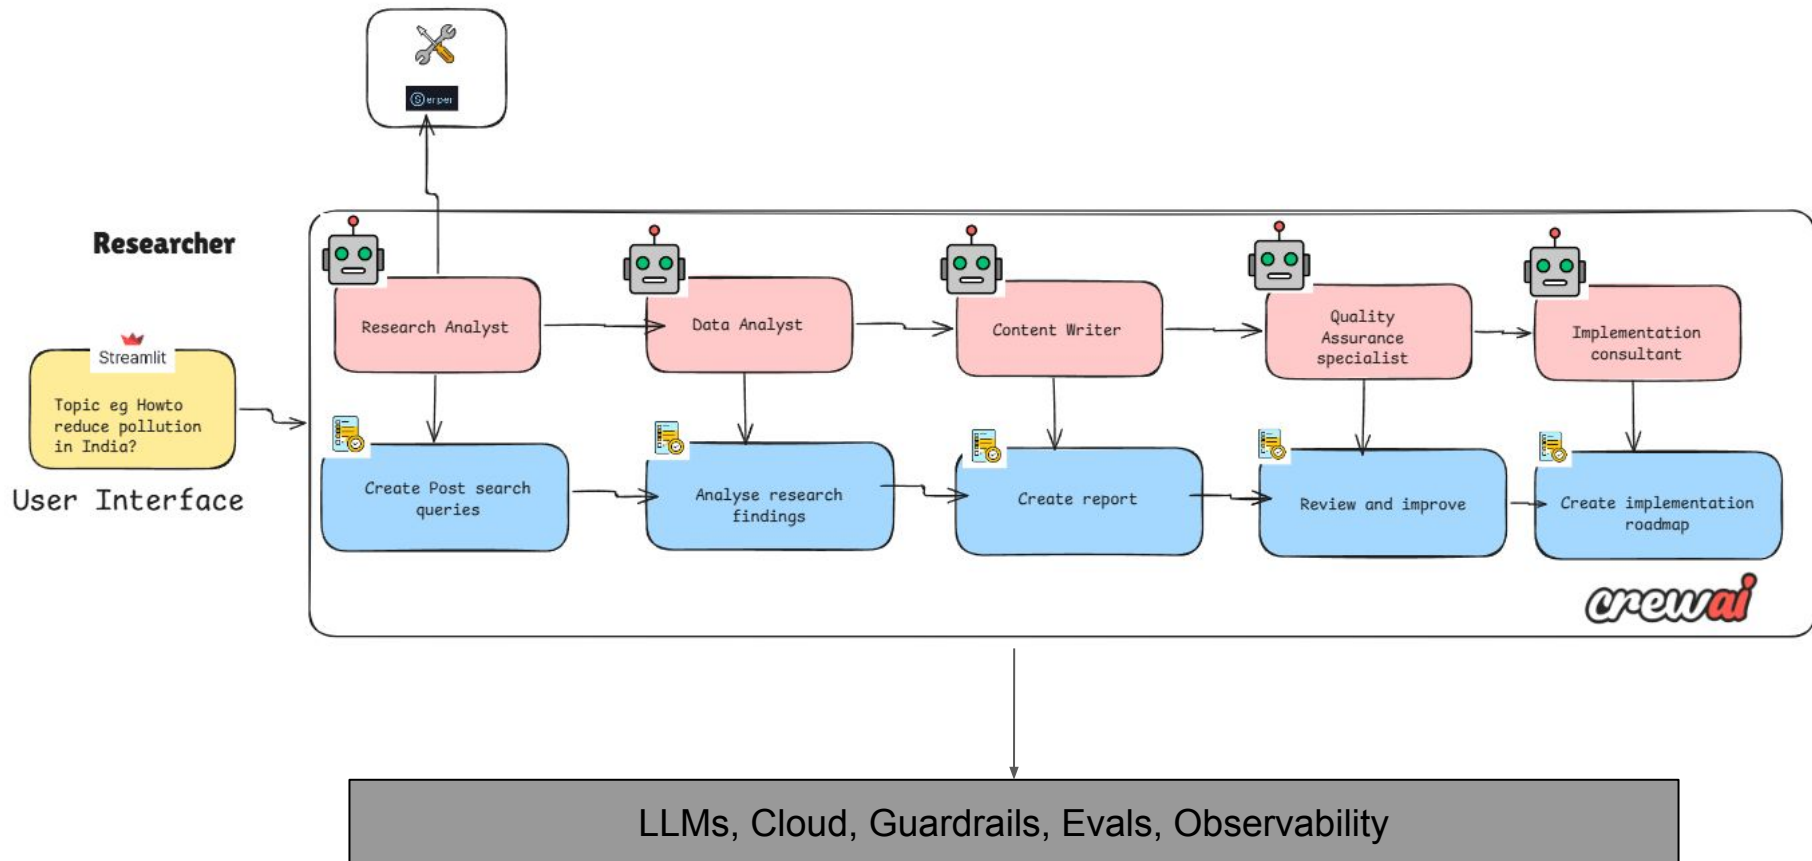 Serper
Researcher
Streamlit
Topic eg Howto
reduce pollution
in India?
User Interface
Research Analyst
Data Analyst
Content Writer
Quality
Assurance
specialist
Implementation
consultant
Create Post search
queries
Analyse research
findings
Create report
Review and improve
Create implementation
roadmap
crewai
LLMs, Cloud, Guardrails, Evals, Observability